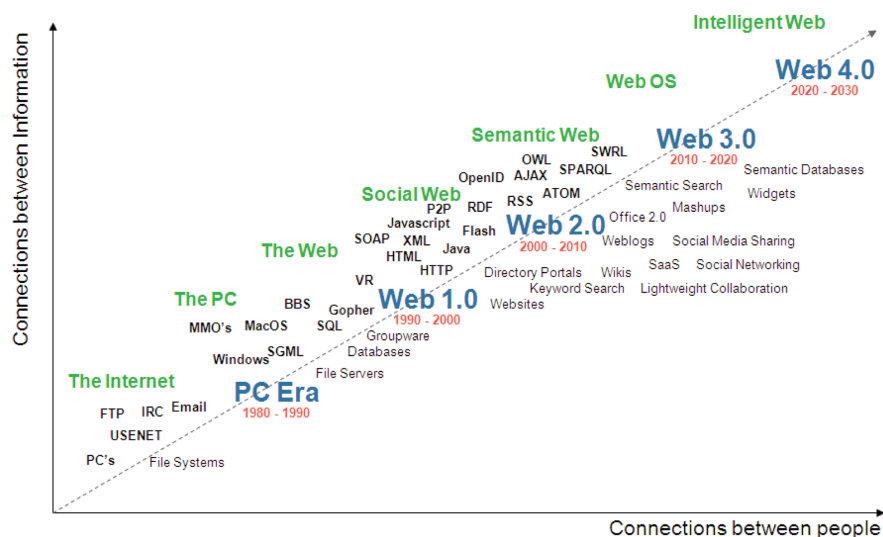 Intelligent Web
Web 4.0
2020 - 2030
Web OS
Semantic Web
Web 3.0
2010 - 2020
SWRL
OWL
SPARQL
OpenID
AJAX
ATOM
Semantic Databases
Semantic Search
Widgets
Social Web
P2P
RDF
RSS
Mashups
Office 2.0
Javascript
Flash
Web 2.0
2000 - 2010
SOAP
XML
Java
Weblogs
Social Media Sharing
The Web
HTML
HTTP
SaaS
Social Networking
VR
Directory Portals
Wikis
Keyword Search
Lightweight Collaboration
The PC
BBS
Gopher
Web 1.0
1990 - 2000
Websites
MMO's
MacOS
SQL
Groupware
Windows
SGML
Databases
File Servers
The Internet
PC Era
1980 - 1990
FTP
IRC
Email
USENET
PC's
File Systems
Connections between Information
Connections between people